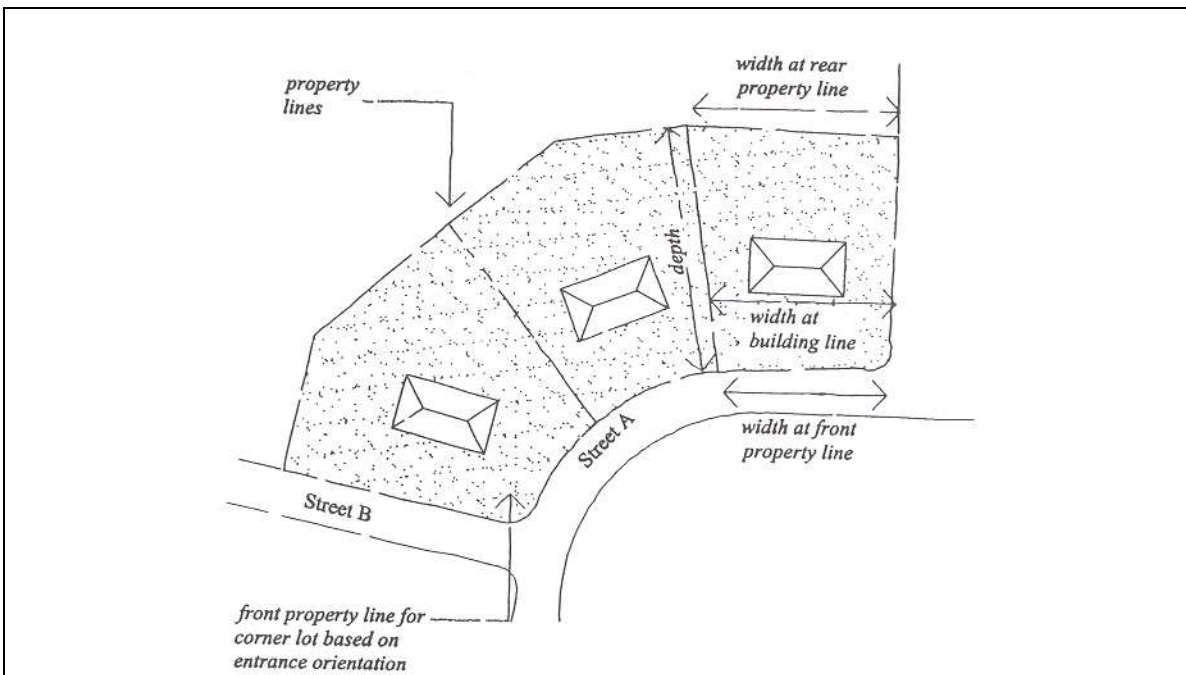 property
lines
width at rear
property line
depth
width at
building line
Street A
width at front
property line
Street B
front property line for
corner lot based on
entrance orientation